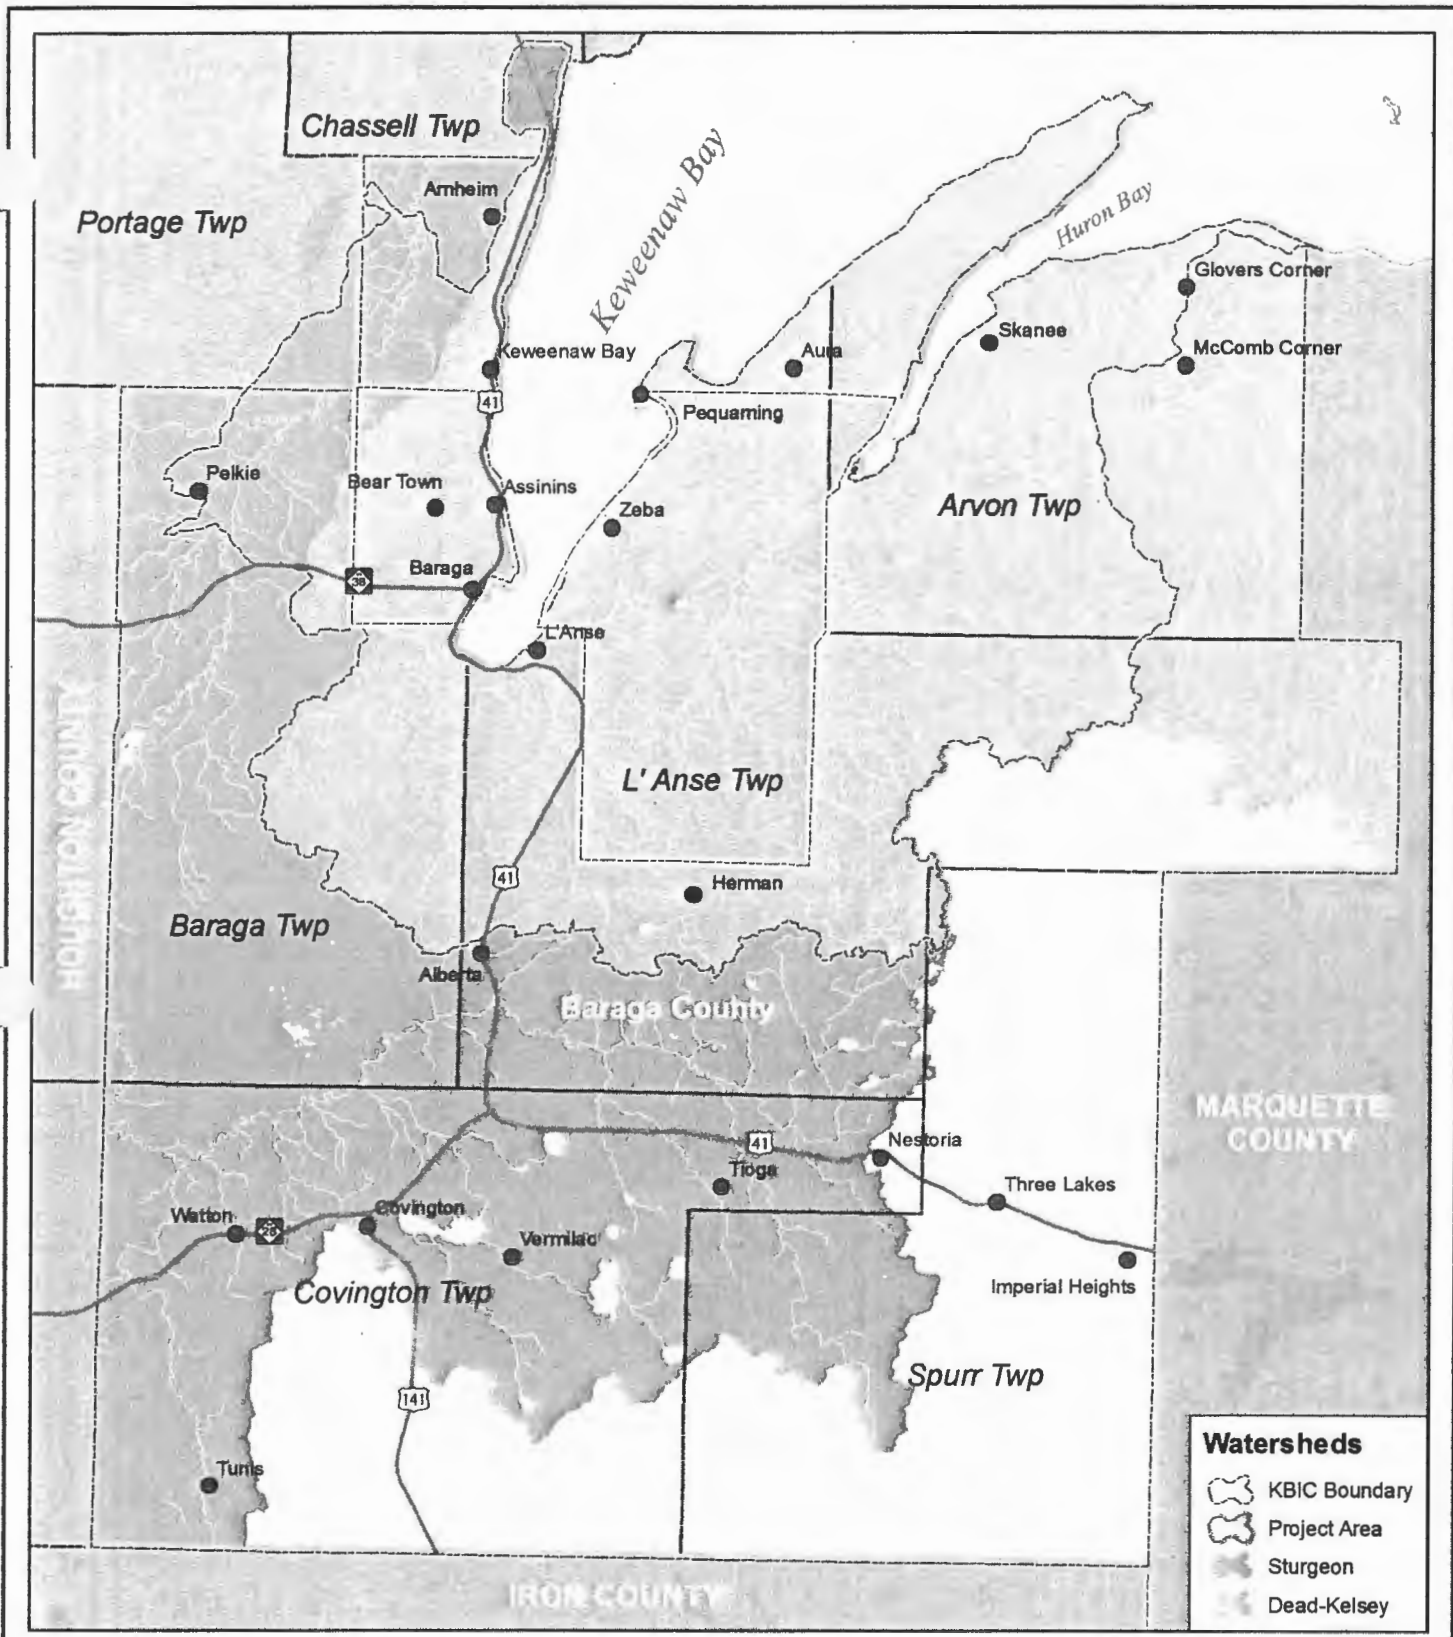 Chassell Twp
Arnheim
Portage Twp
Keweenaw Bay
Huron Bay
Glovers Corner
Skanee
McComb Corner
Keweenaw Bay
Aura
41
Pequaming
Pelkie
Bear Town
Assinins
Zeba
Arvon Twp
Baraga
38
L'Anse
HOUGHTON COUNTY
L' Anse Twp
41
Herman
Baraga Twp
Alberta
Baraga County
MARQUETTE
COUNTY
41
Nestoria
Tioga
Three Lakes
Watton
28
Covington
Vermilac
Imperial Heights
Covington Twp
Spurr Twp
141
Watersheds
KBIC Boundary
Project Area
Sturgeon
Dead-Kelsey
Tunis
IRON COUNTY